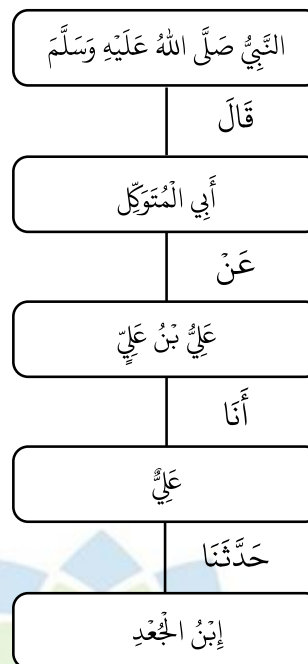 النَّبِيُّ صَلَّى اللهُ عَلَيْهِ وَسَلَّمَ
قَالَ
أَبِي الْمُتَوَكِّل
عَنْ
عَلِيُّ بْنُ عَلِيٍّ
أَنَا
عَلِيٌّ
حَدَّثَنَا
إِبْنُ الْجُعْدِ